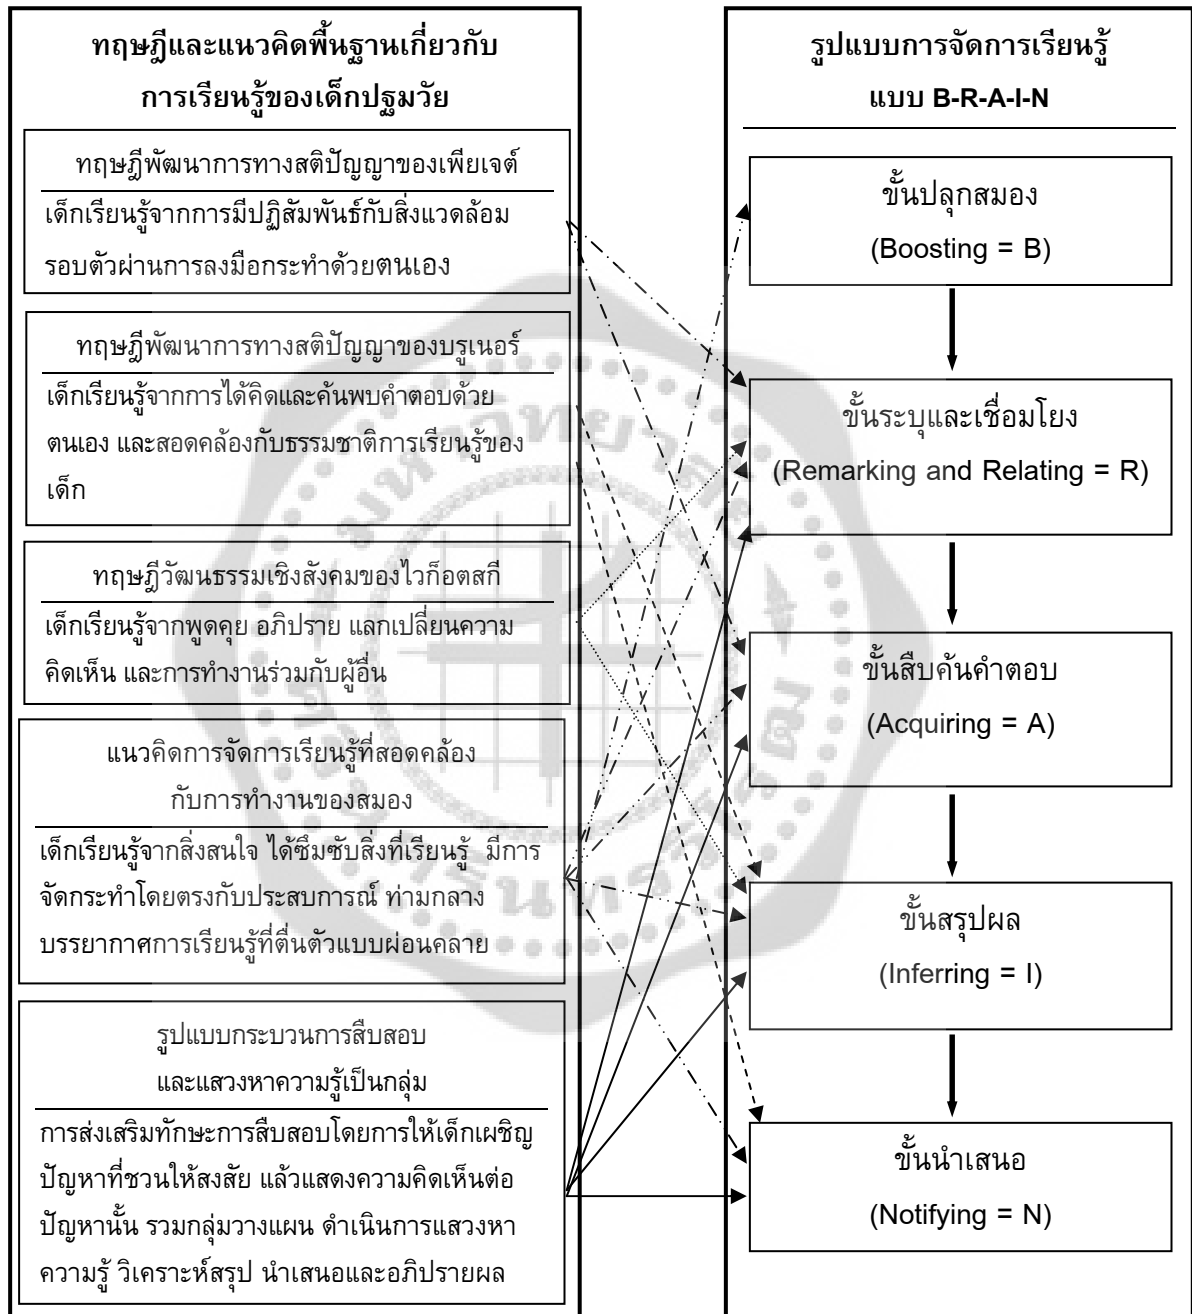 ทฤษฎีและแนวคิดพื้นฐานเกี่ยวกับ
การเรียนรู้ของเด็กปฐมวัย
ทฤษฎีพัฒนาการทางสติปัญญาของเพียเจต์
เด็กเรียนรู้จากการมีปฏิสัมพันธ์กับสิ่งแวดล้อม
รอบตัวผ่านการลงมือกระทำด้วยตนเอง
ทฤษฎีพัฒนาการทางสติปัญญาของบรูเนอร์
เด็กเรียนรู้จากการได้คิดและค้นพบคำตอบด้วย
ตนเอง และสอดคล้องกับธรรมชาติการเรียนรู้ของ
เด็ก
ทฤษฎีวัฒนธรรมเชิงสังคมของไวก็อตสกี
เด็กเรียนรู้จากพูดคุย อภิปราย แลกเปลี่ยนความ
คิดเห็น และการทำงานร่วมกับผู้อื่น
แนวคิดการจัดการเรียนรู้ที่สอดคล้อง
กับการทำงานของสมอง
เด็กเรียนรู้จากสิ่งสนใจ ได้ซึมซับสิ่งที่เรียนรู้ มีการ
จัดกระทำโดยตรงกับประสบการณ์ ท่ามกลาง
บรรยากาศการเรียนรู้ที่ตื่นตัวแบบผ่อนคลาย
รูปแบบกระบวนการสืบสอบ
และแสวงหาความรู้เป็นกลุ่ม
การส่งเสริมทักษะการสืบสอบโดยการให้เด็กเผชิญ
ปัญหาที่ชวนให้สงสัย แล้วแสดงความคิดเห็นต่อ
ปัญหานั้น รวมกลุ่มวางแผน ดำเนินการแสวงหา
ความรู้ วิเคราะห์สรุป นำเสนอและอภิปรายผล
รูปแบบการจัดการเรียนรู้
แบบ B-R-A-I-N
ขั้นปลุกสมอง
(Boosting = B)
ขั้นระบุและเชื่อมโยง
(Remarking and Relating = R)
ขั้นสืบค้นคำตอบ
(Acquiring = A)
ขั้นสรุปผล
(Inferring = I)
ขั้นนำเสนอ
(Notifying = N)